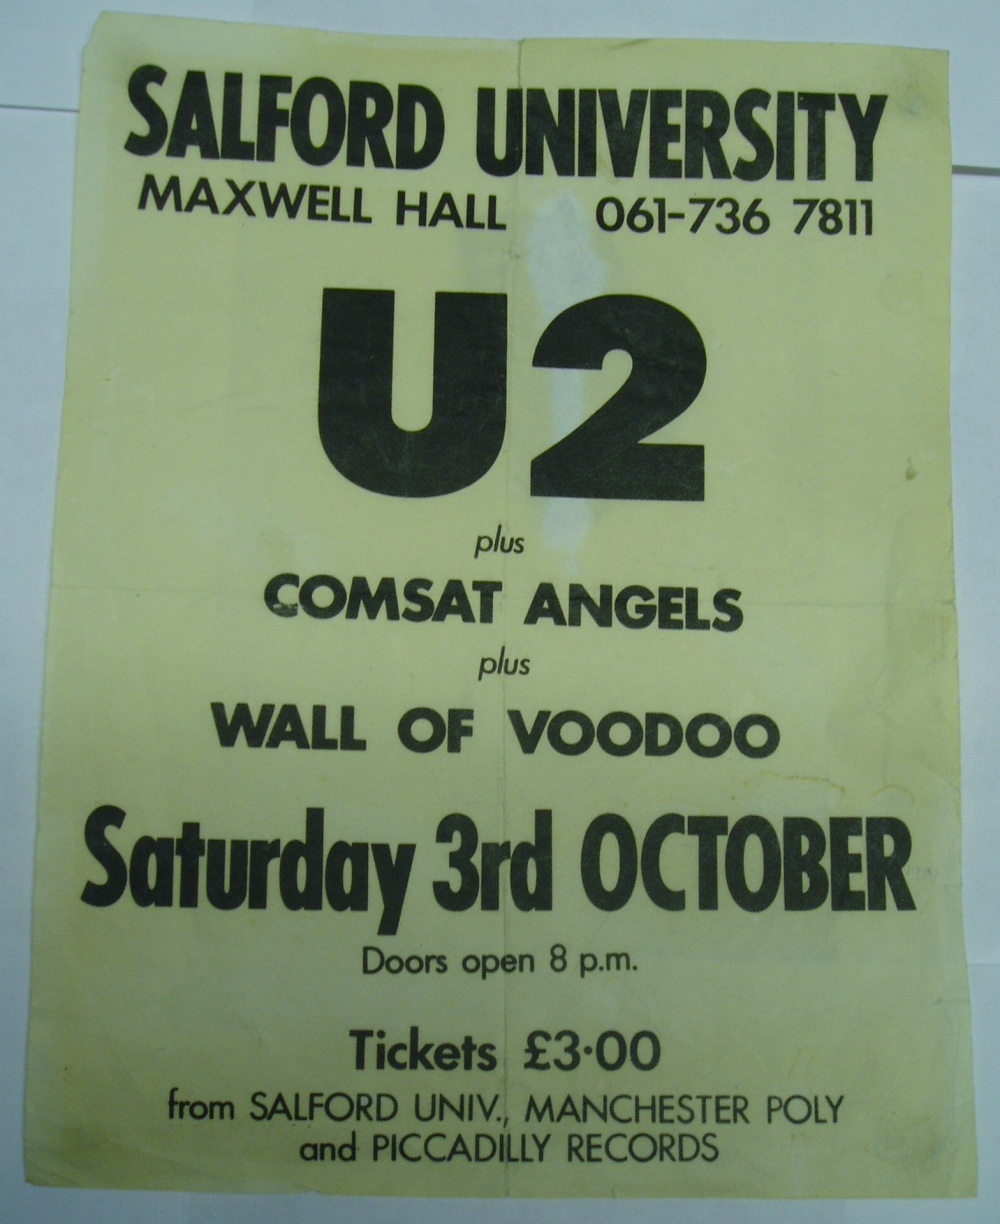 SALFORD UNIVERSITY
MAXWELL HALL 061-736 7811
U2
plus
COMSAT ANGELS
plus
WALL OF VOODOO
Saturday 3rd OCTOBER
Doors open 8 p.m.
Tickets £3·00
from SALFORD UNIV., MANCHESTER POLY
and PICCADILLY RECORDS